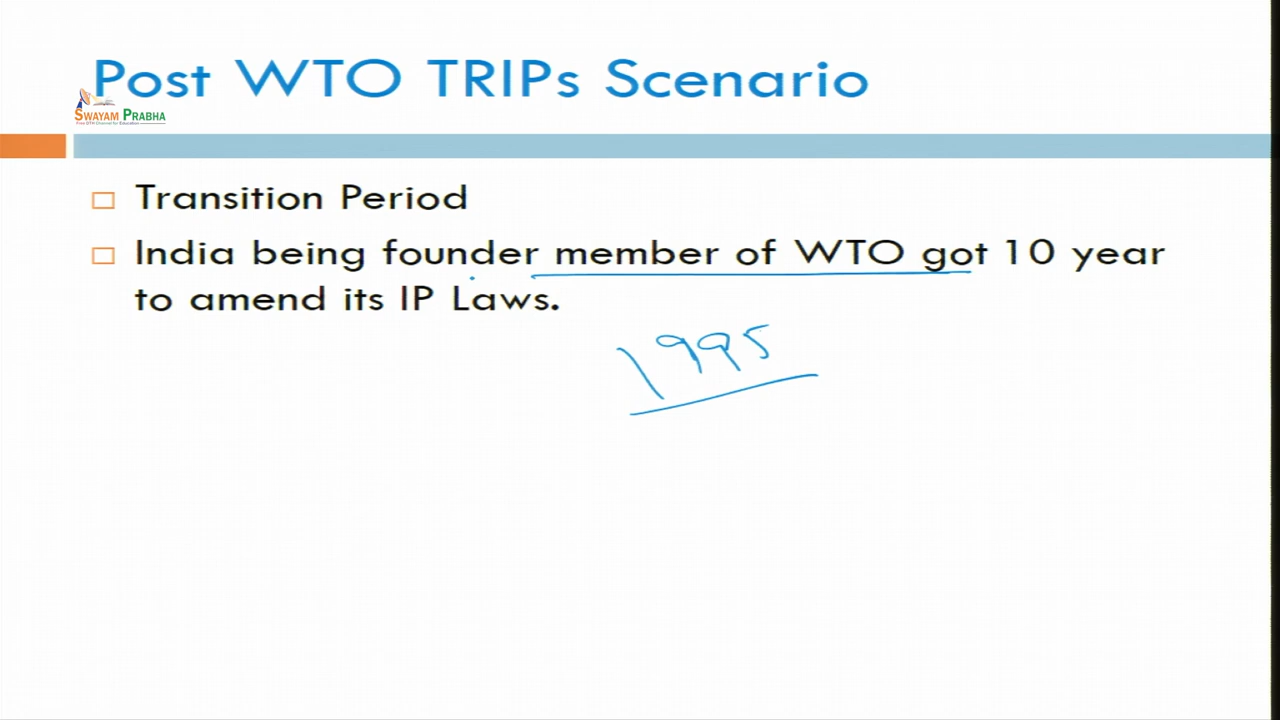 Post WTO TRIPs Scenario
SWAYAM PRABHA
Transition Period
India being founder member of WTO got 10 year
to amend its IP Laws.
1995